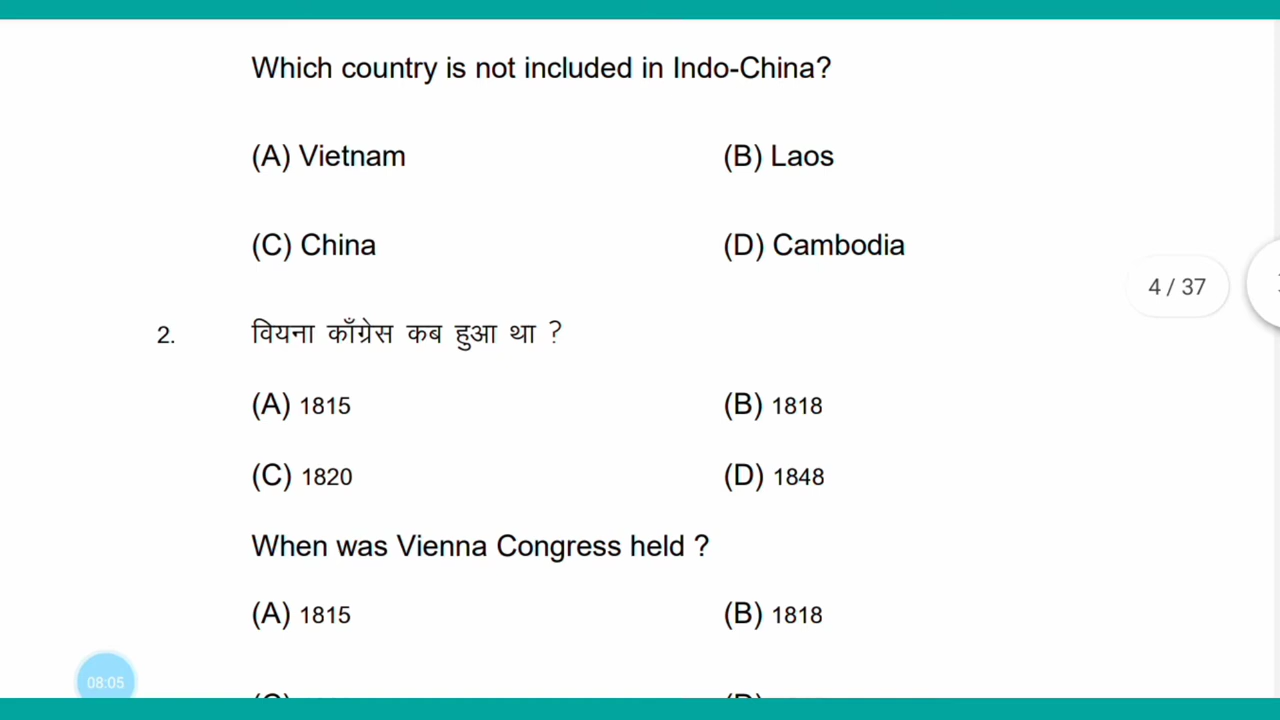 Which country is not included in Indo-China?
(A) Vietnam (B) Laos
(C) China (D) Cambodia
4 / 37
2. वियना काँग्रेस कब हुआ था ?
(A) 1815 (B) 1818
(C) 1820 (D) 1848
When was Vienna Congress held ?
(A) 1815 (B) 1818
08:05